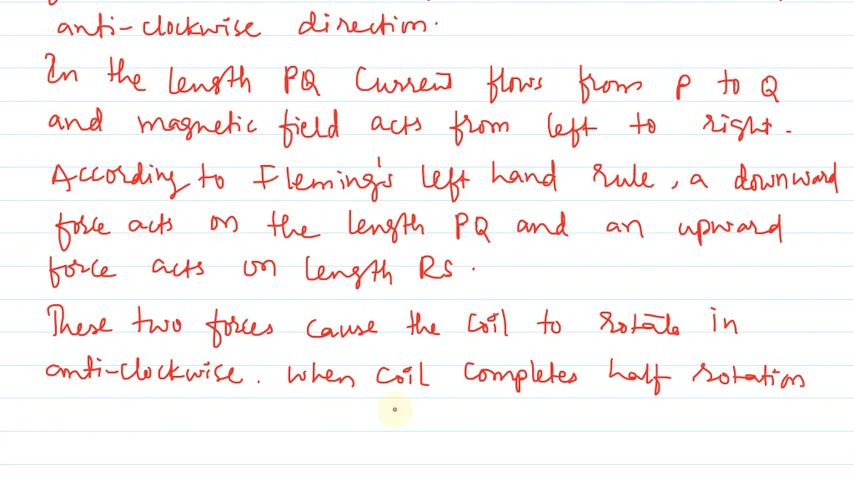 anti-clockwise direction.
In the length PQ Current flows from P to Q
and magnetic field acts from left to right.
According to Fleming's left hand rule, a downward
force acts on the length PQ and an upward
force acts on length RS.
These two forces cause the coil to rotate in
anti-clockwise. When coil completes half rotation